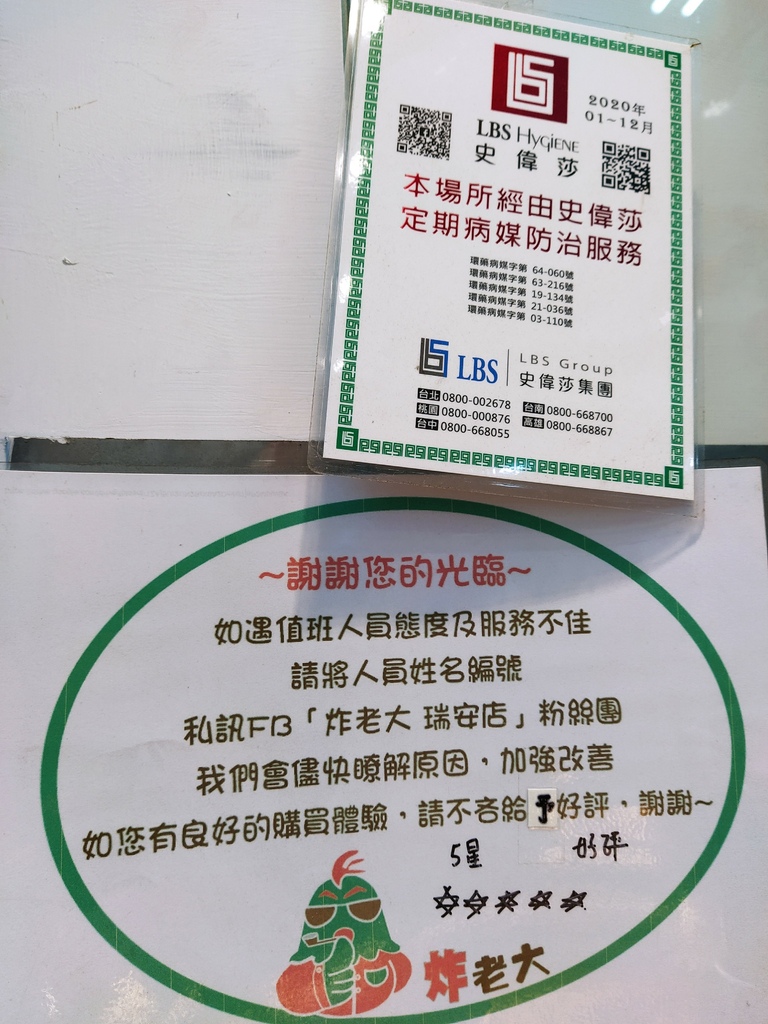 2020年
01~12月
LBS HYGIENE
史偉莎
本場所經由史偉莎
定期病媒防治服務
環藥病媒字第 64-060號
環藥病媒字第 63-216號
環藥病媒字第 19-134號
環藥病媒字第 21-036號
環藥病媒字第 03-110號
LBS LBS Group
史偉莎集團
台北 0800-002678 台南 0800-668700
桃園 0800-000876 高雄 0800-668867
台中 0800-668055
~謝謝您的光臨~
如遇值班人員態度及服務不佳
請將人員姓名編號
私訊FB「炸老大 瑞安店」粉絲團
我們會儘快瞭解原因，加強改善
如您有良好的購買體驗，請不吝給予好評，謝謝~
5星 好評
炸老大